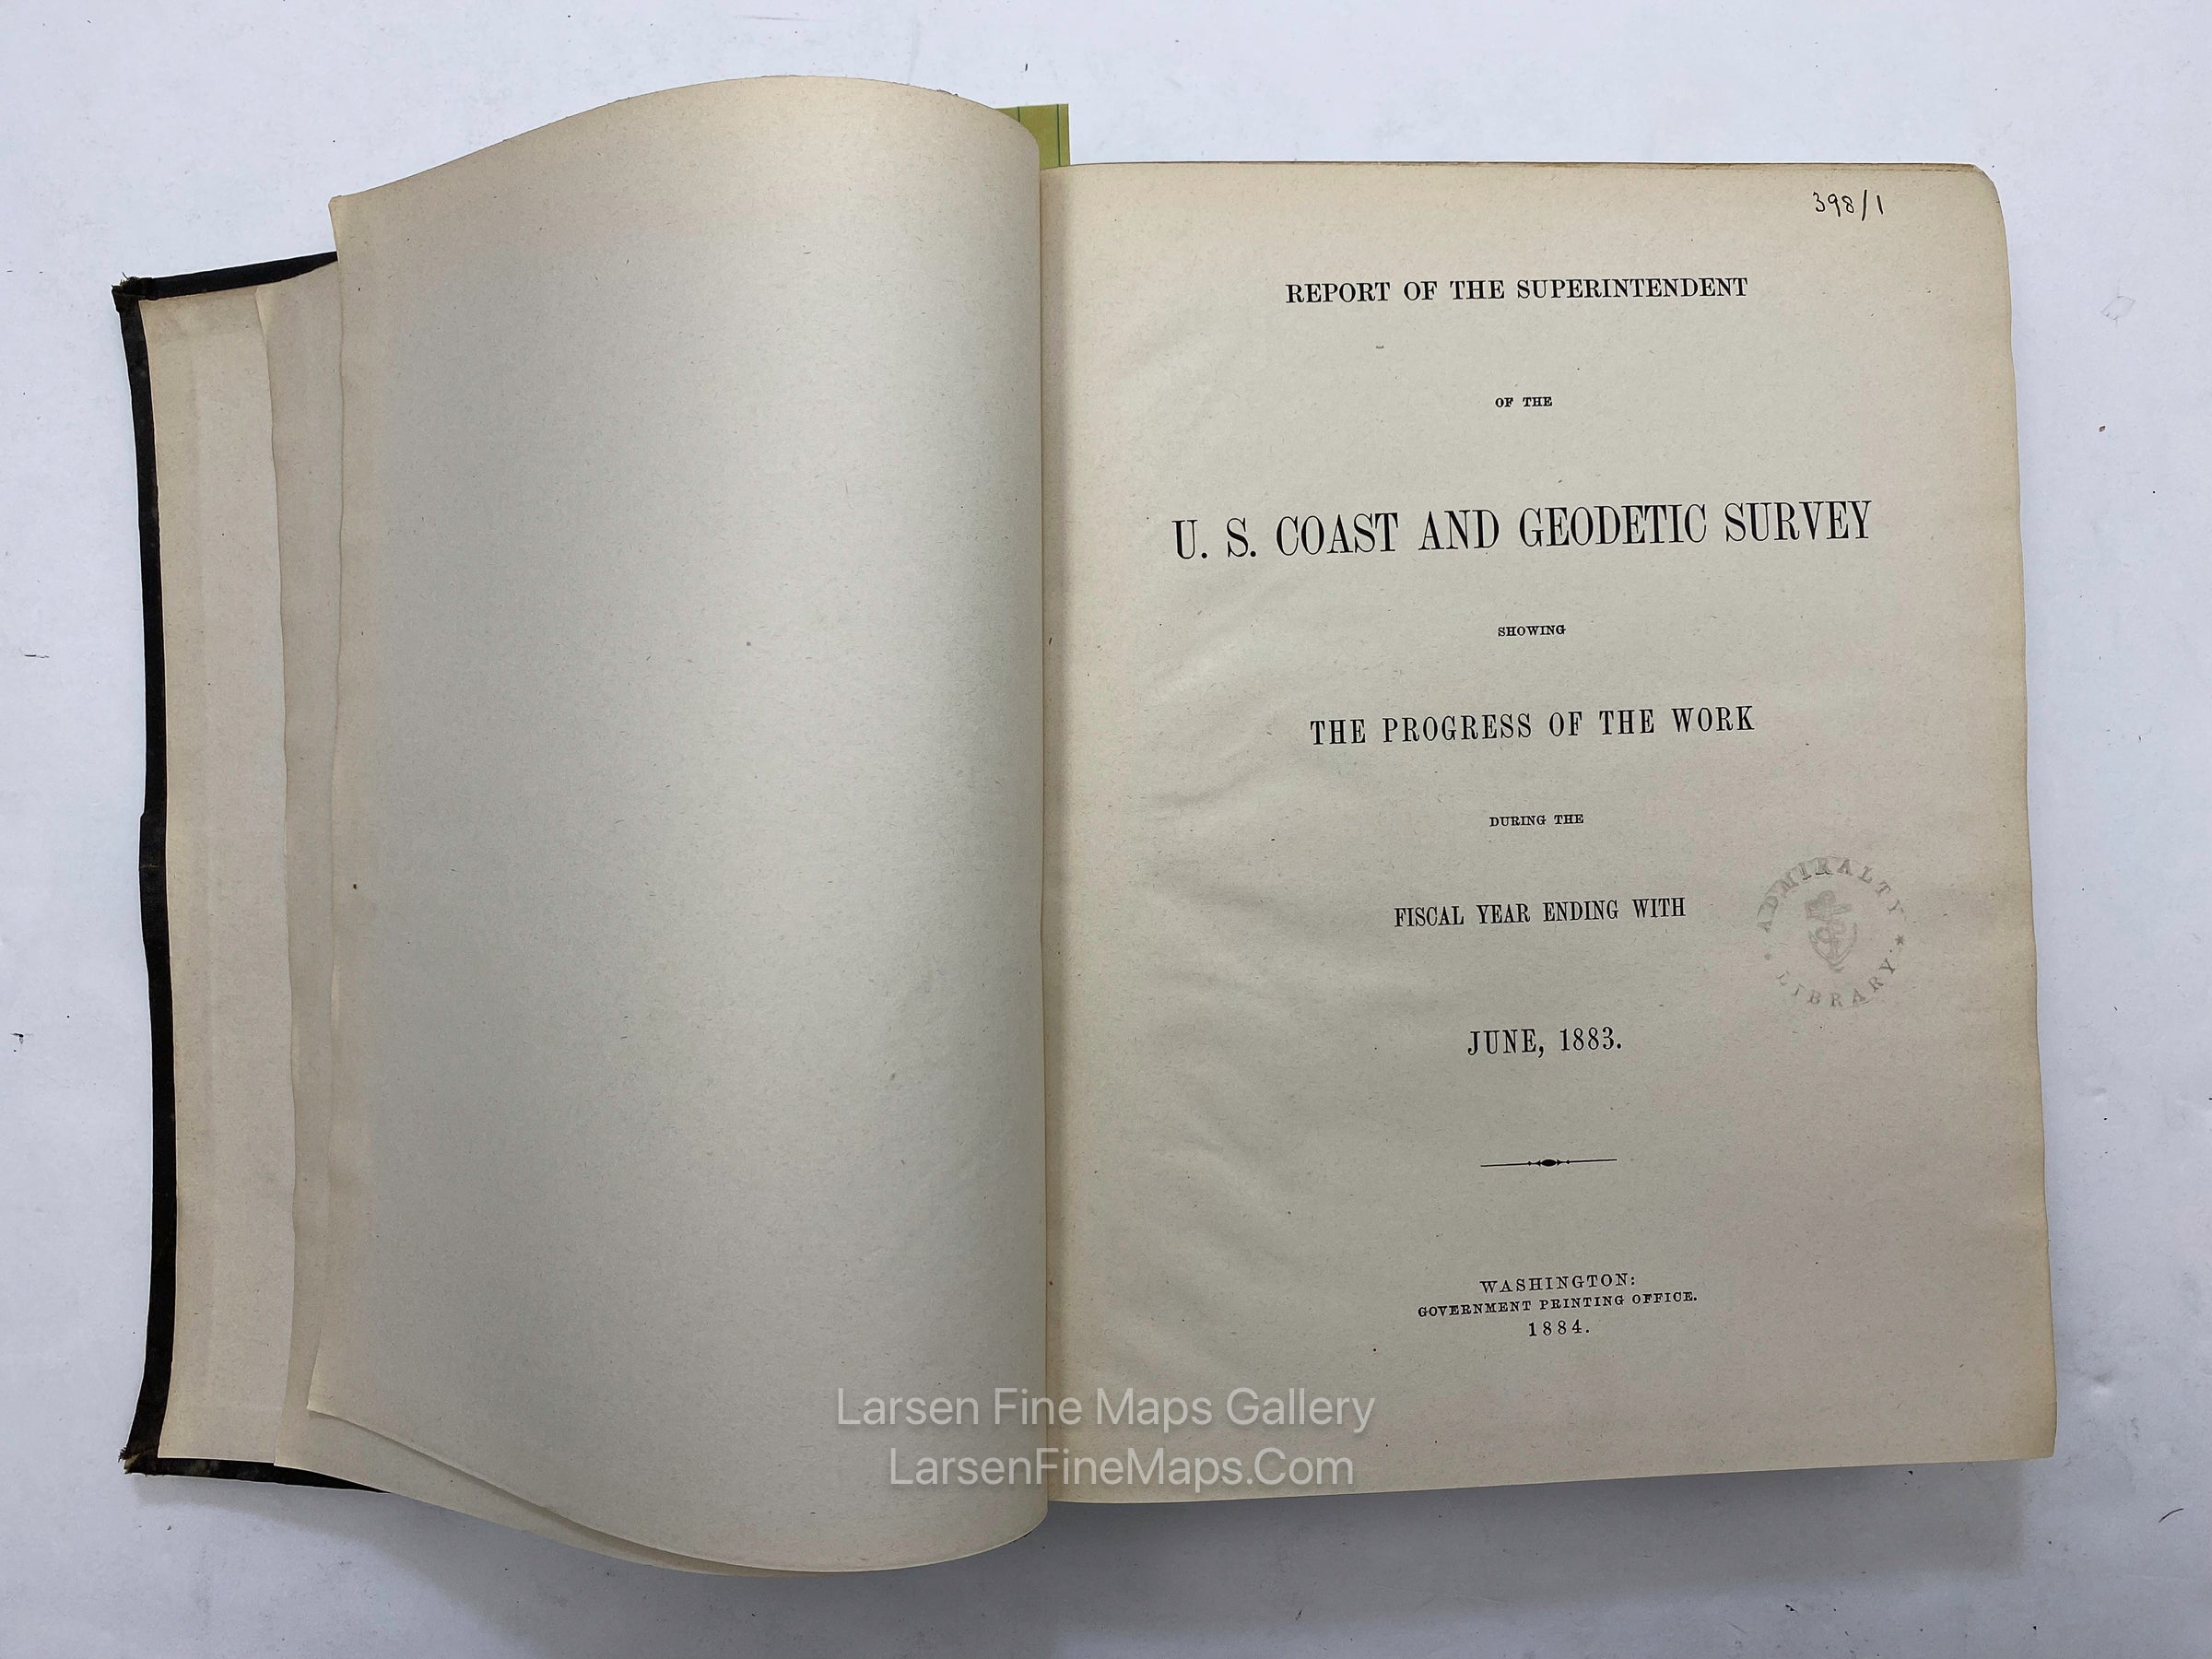 398/1
REPORT OF THE SUPERINTENDENT
OF THE
U. S. COAST AND GEODETIC SURVEY
SHOWING
THE PROGRESS OF THE WORK
DURING THE
FISCAL YEAR ENDING WITH
ADMIRALTY
LIBRARY
JUNE, 1883.
WASHINGTON:
GOVERNMENT PRINTING OFFICE.
1884.
Larsen Fine Maps Gallery
LarsenFineMaps.Com